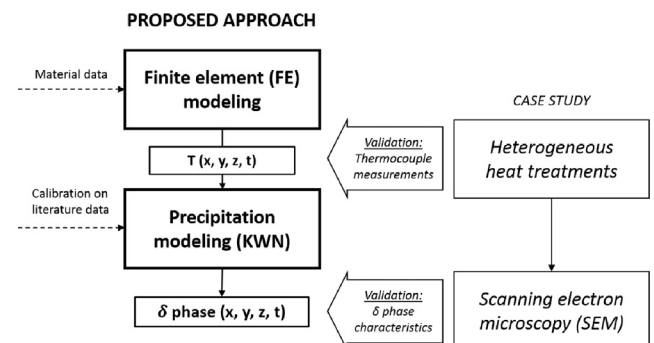 PROPOSED APPROACH
Material data
Finite element (FE)
modeling
CASE STUDY
T (x, y, z, t)
Validation:
Thermocouple
measurements
Heterogeneous
heat treatments
Calibration on
literature data
Precipitation
modeling (KWN)
δ phase (x, y, z, t)
Validation:
δ phase
characteristics
Scanning electron
microscopy (SEM)